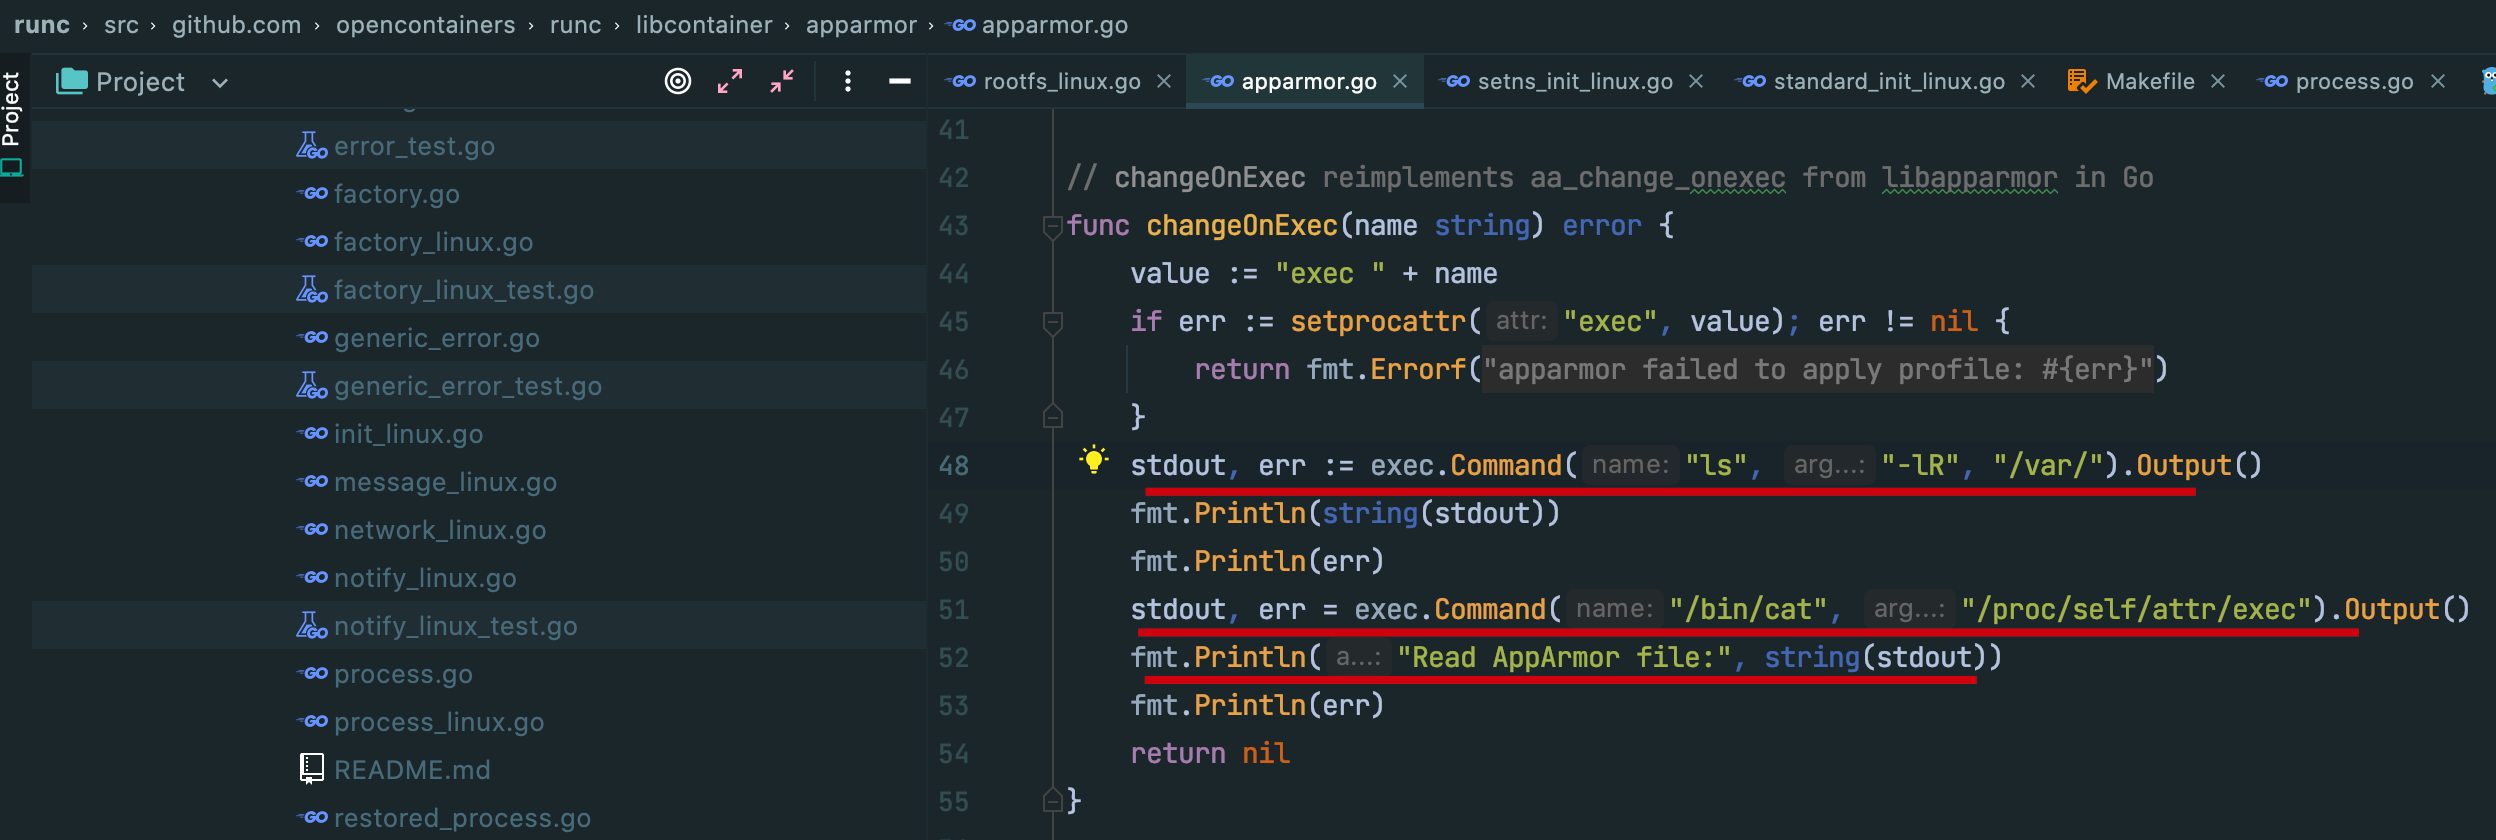 runc › src › github.com › opencontainers › runc › libcontainer › apparmor › apparmor.go
Project
Project
rootfs_linux.go
apparmor.go
setns_init_linux.go
standard_init_linux.go
Makefile
process.go
error_test.go
factory.go
factory_linux.go
factory_linux_test.go
generic_error.go
generic_error_test.go
init_linux.go
message_linux.go
network_linux.go
notify_linux.go
notify_linux_test.go
process.go
process_linux.go
README.md
restored_process.go
41
42 // changeOnExec reimplements aa_change_onexec from libapparmor in Go
43 func changeOnExec(name string) error {
44 value := "exec " + name
45 if err := setprocattr( attr: "exec", value); err != nil {
46 return fmt.Errorf("apparmor failed to apply profile: #{err}")
47 }
48 stdout, err := exec.Command( name: "ls", arg...: "-lR", "/var/").Output()
49 fmt.Println(string(stdout))
50 fmt.Println(err)
51 stdout, err = exec.Command( name: "/bin/cat", arg...: "/proc/self/attr/exec").Output()
52 fmt.Println( a...: "Read AppArmor file:", string(stdout))
53 fmt.Println(err)
54 return nil
55 }